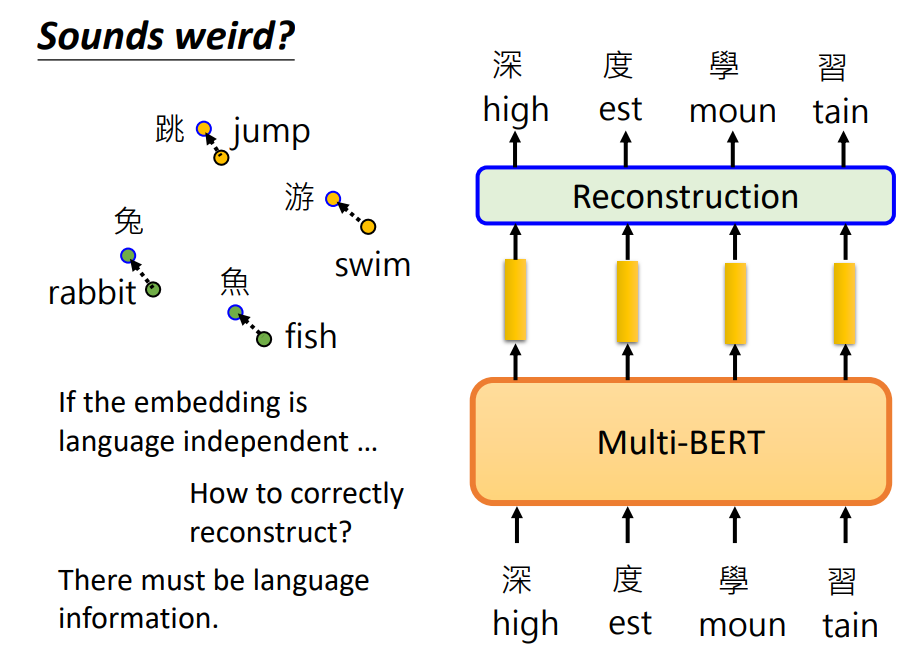 Sounds weird?
跳 jump
游
swim
兔
rabbit
魚
fish
If the embedding is
language independent …
How to correctly
reconstruct?
There must be language
information.
深 度 學 習
high est moun tain
Reconstruction
Multi-BERT
深 度 學 習
high est moun tain